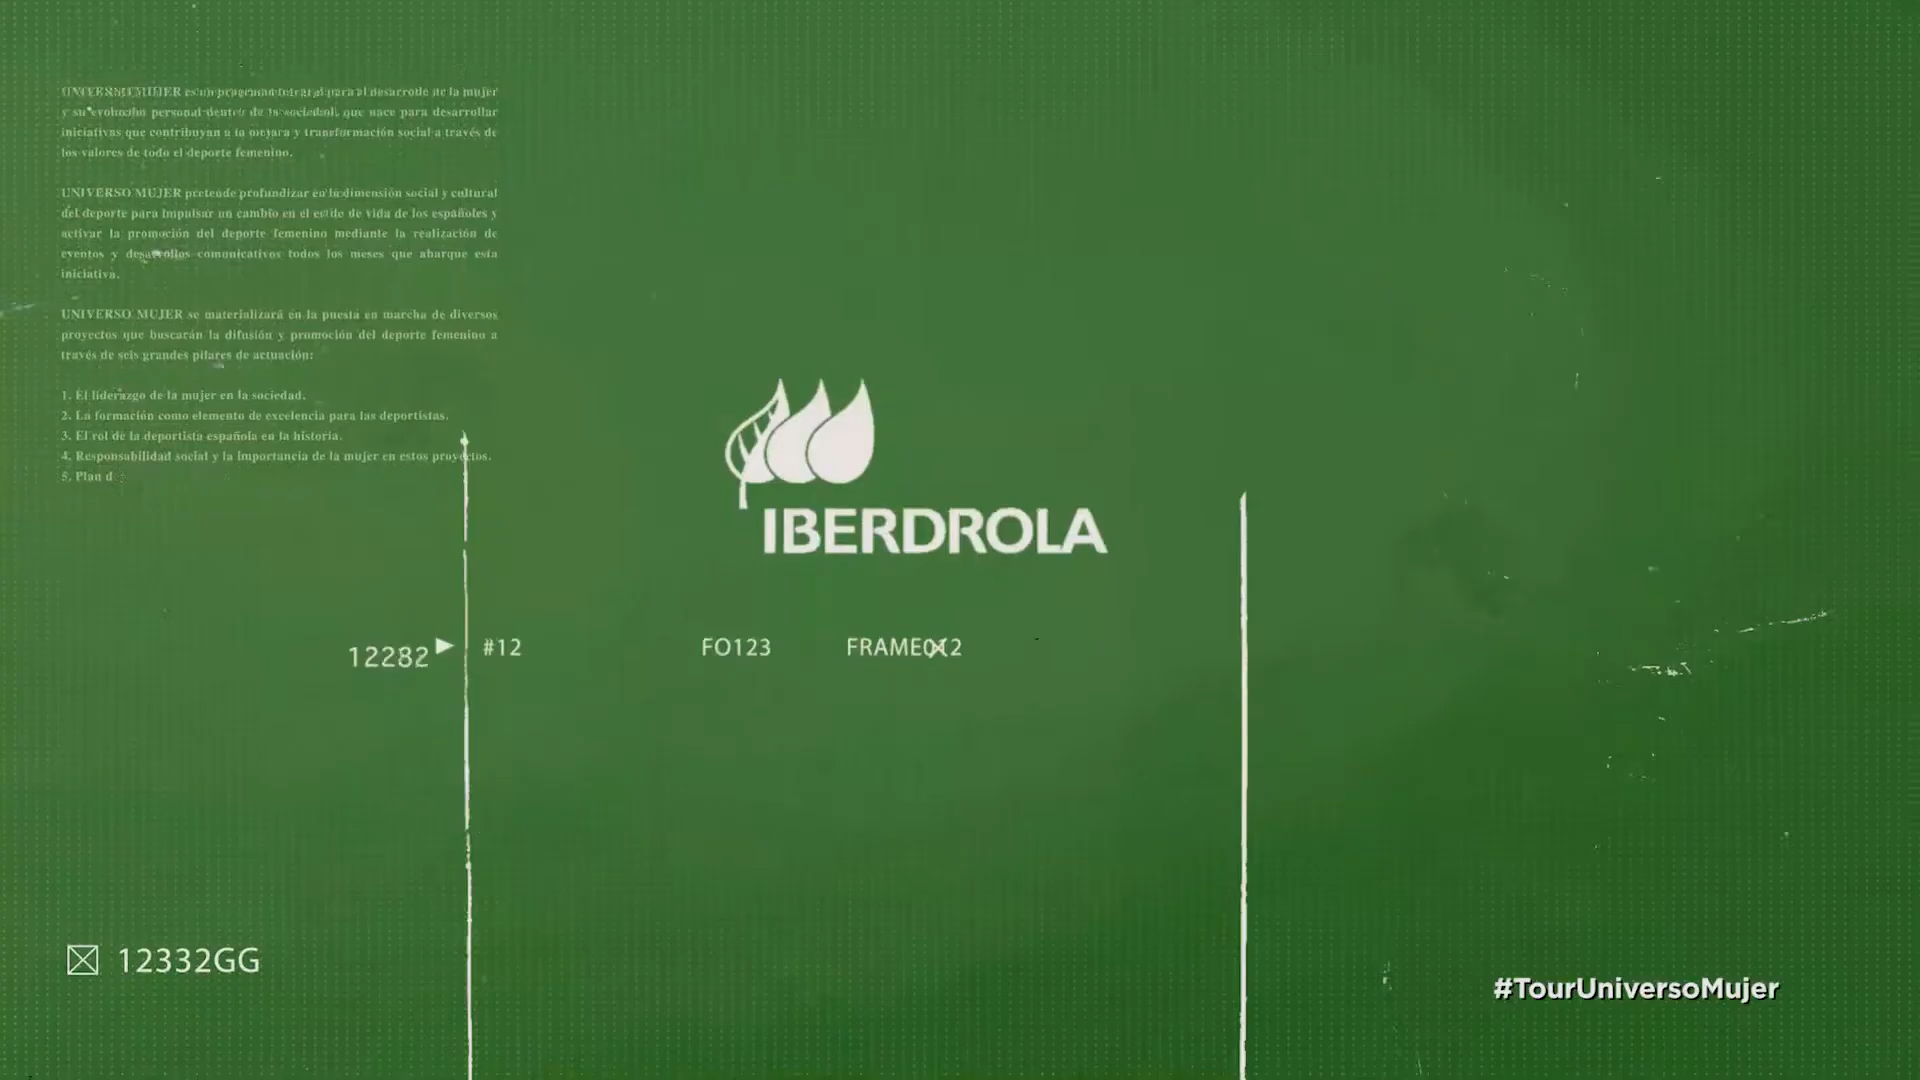 UNIVERSO MUJER es un programa integral para el desarrollo de la mujer
y su evolución personal dentro de la sociedad, que nace para desarrollar
iniciativas que contribuyan a la mejora y transformación social a través de
los valores de todo el deporte femenino.
UNIVERSO MUJER pretende profundizar en la dimensión social y cultural
del deporte para impulsar un cambio en el estilo de vida de los españoles y
activar la promoción del deporte femenino mediante la realización de
eventos y desarrollos comunicativos todos los meses que abarque esta
iniciativa.
UNIVERSO MUJER se materializará en la puesta en marcha de diversos
proyectos que buscarán la difusión y promoción del deporte femenino a
través de seis grandes pilares de actuación:
1. El liderazgo de la mujer en la sociedad.
2. La formación como elemento de excelencia para las deportistas.
3. El rol de la deportista española en la historia.
4. Responsabilidad social y la importancia de la mujer en estos proyectos.
5. Plan d
IBERDROLA
12282
#12
FO123
12332GG
#TourUniversoMujer